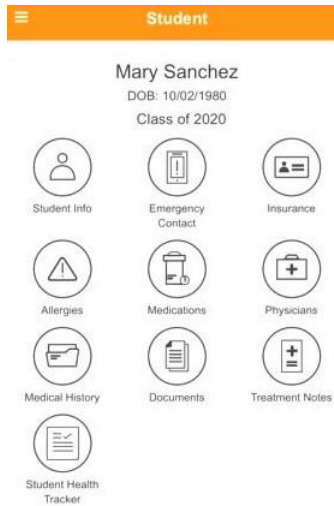 Student
Mary Sanchez
DOB: 10/02/1980
Class of 2020
Student Info
Emergency
Contact
Insurance
Allergies
Medications
Physicians
Medical History
Documents
Treatment Notes
Student Health
Tracker